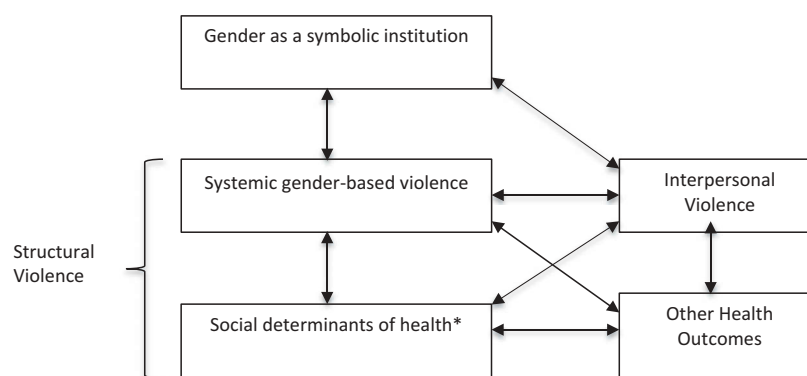 Gender as a symbolic institution
Systemic gender-based violence
Interpersonal
Violence
Structural
Violence
Social determinants of health*
Other Health
Outcomes